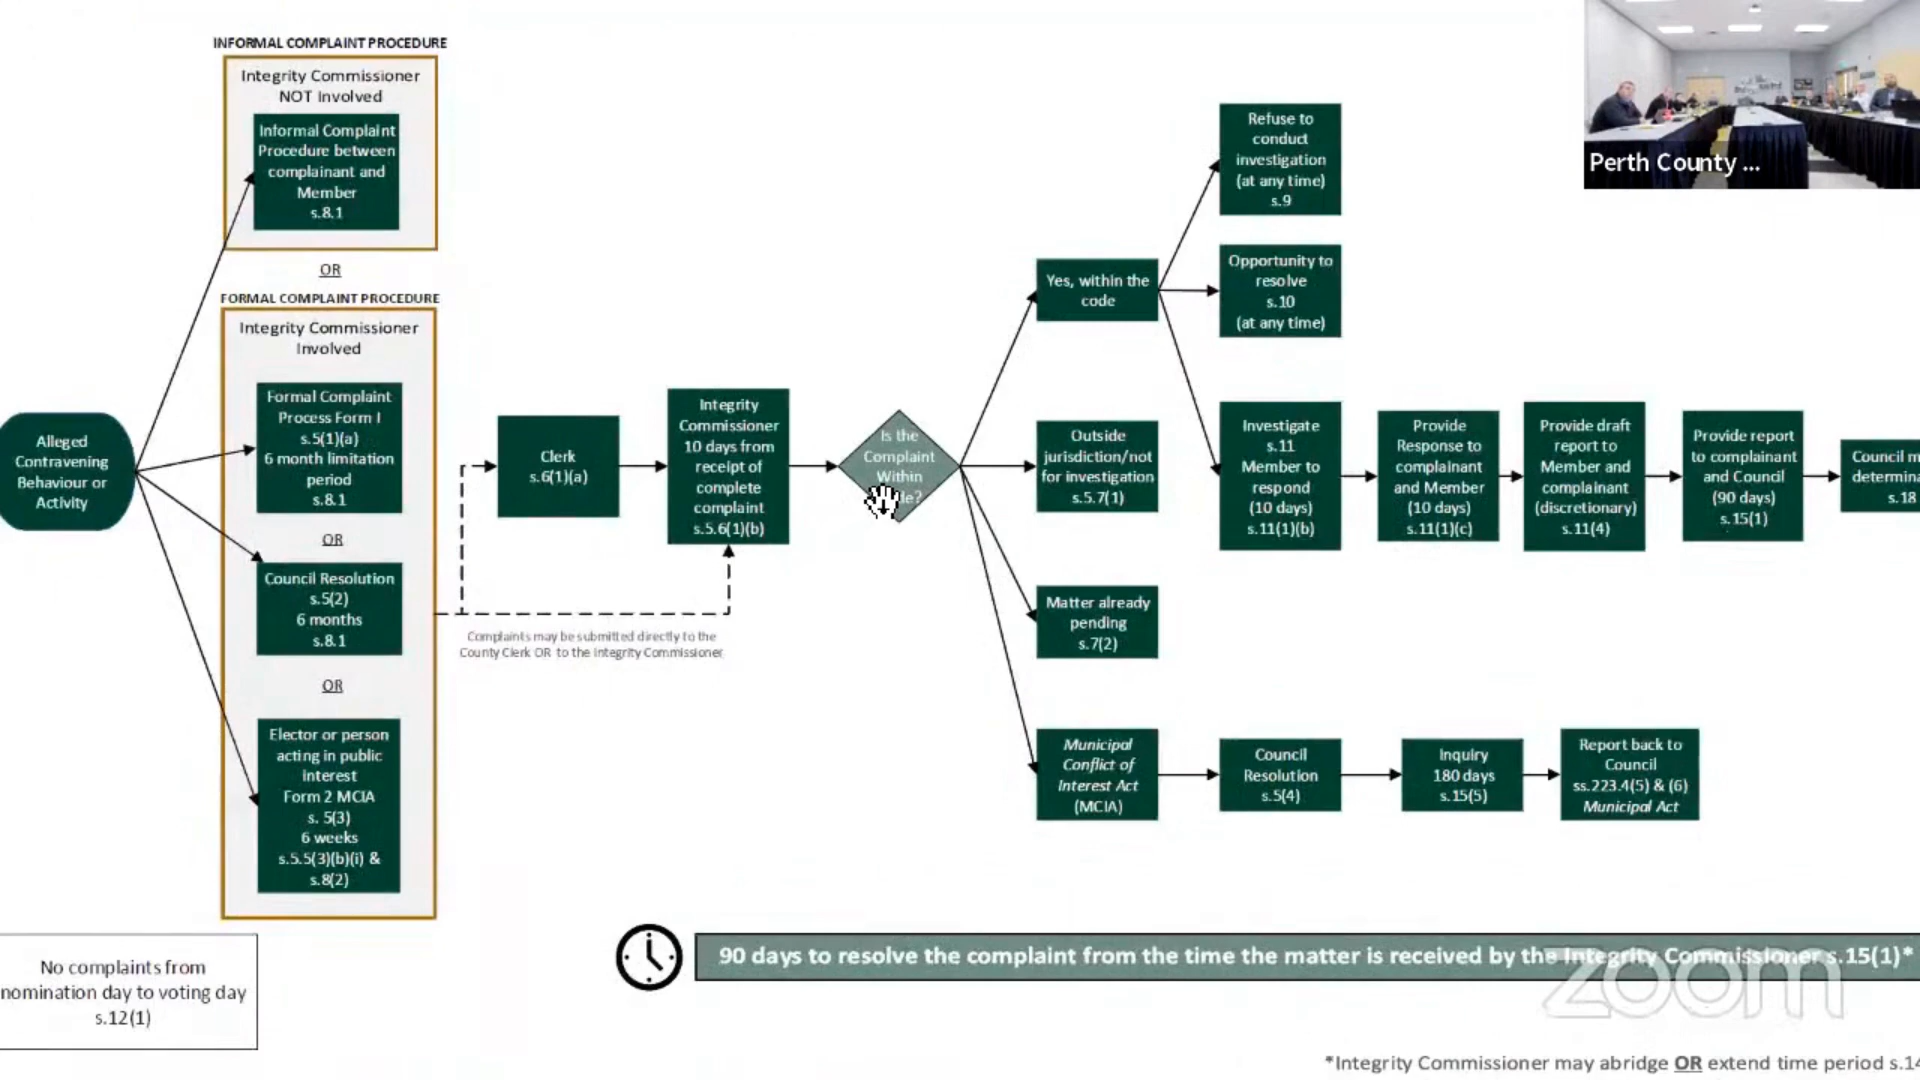 INFORMAL COMPLAINT PROCEDURE
Integrity Commissioner
NOT Involved
Informal Complaint
Procedure between
complainant and
Member
s.8.1
OR
FORMAL COMPLAINT PROCEDURE
Integrity Commissioner
Involved
Formal Complaint
Process Form I
s.5(1)(a)
6 month limitation
period
s.8.1
OR
Council Resolution
s.5(2)
6 months
s.8.1
OR
Elector or person
acting in public
interest
Form 2 MCIA
s. 5(3)
6 weeks
s.5.5(3)(b)(i) &
s.8(2)
Alleged
Contravening
Behaviour or
Activity
No complaints from
nomination day to voting day
s.12(1)
Clerk
s.6(1)(a)
Complaints may be submitted directly to the
County Clerk OR to the Integrity Commissioner
Integrity
Commissioner
10 days from
receipt of
complete
complaint
s.5.6(1)(b)
Is the
Complaint
Within
Yes, within the
code
Outside
jurisdiction/not
for investigation
s.5.7(1)
Matter already
pending
s.7(2)
Municipal
Conflict of
Interest Act
(MCIA)
Refuse to
conduct
investigation
(at any time)
s.9
Opportunity to
resolve
s.10
(at any time)
Investigate
s.11
Member to
respond
(10 days)
s.11(1)(b)
Provide
Response to
complainant
and Member
(10 days)
s.11(1)(c)
Provide draft
report to
Member and
complainant
(discretionary)
s.11(4)
Provide report
to complainant
and Council
(90 days)
s.15(1)
Council
s.18
Council
Resolution
s.5(4)
Inquiry
180 days
s.15(5)
Report back to
Council
ss.223.4(5) & (6)
Municipal Act
90 days to resolve the complaint from the time the matter is received by the Integrity Commissioner s.15(1)*
zoom
*Integrity Commissioner may abridge OR extend time period s.14
Perth County ...